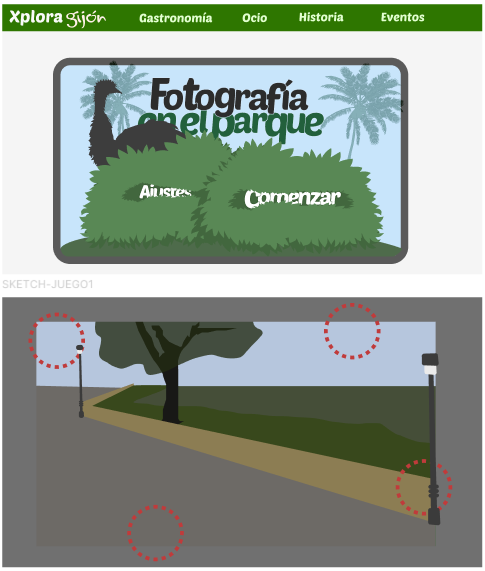 Xplora gijón Gastronomía Ocio Historia Eventos
Fotografía
en el parque
Ajustes
Comenzar
SKETCH-JUEGO1